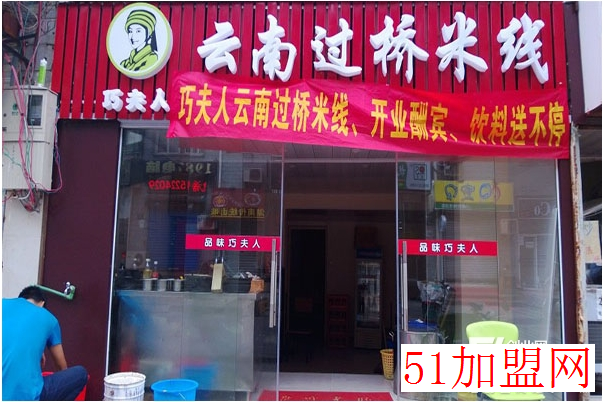 云南过桥米线
巧夫人
巧夫人云南过桥米线、开业酬宾、饮料送不停
品味巧夫人
品味巧夫人
51加盟网